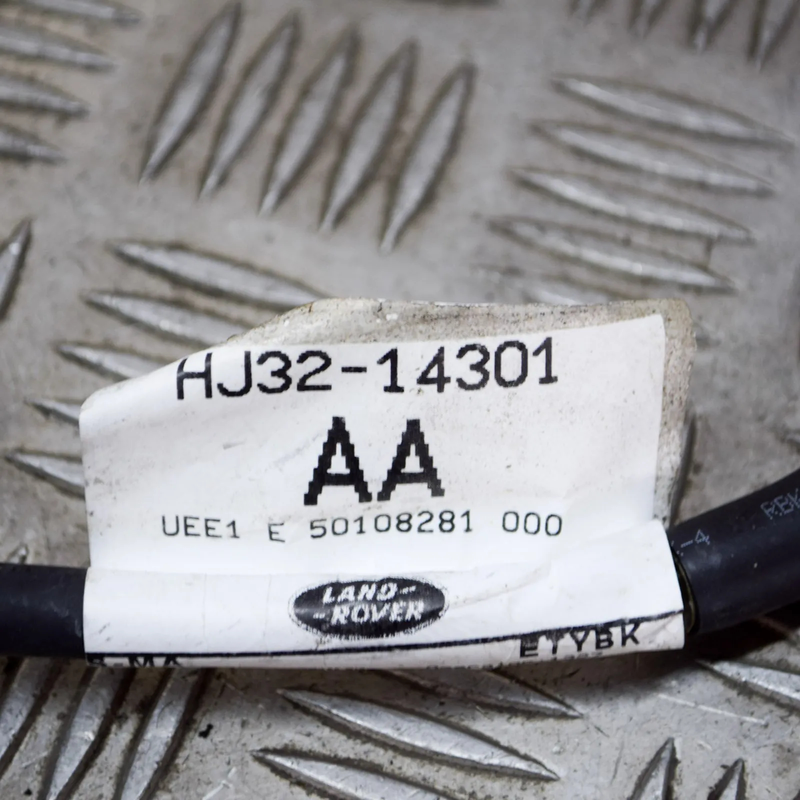 HJ32-14301
AA
UEE1 E 50108281 000
LAND-
-ROVER
ETYBK